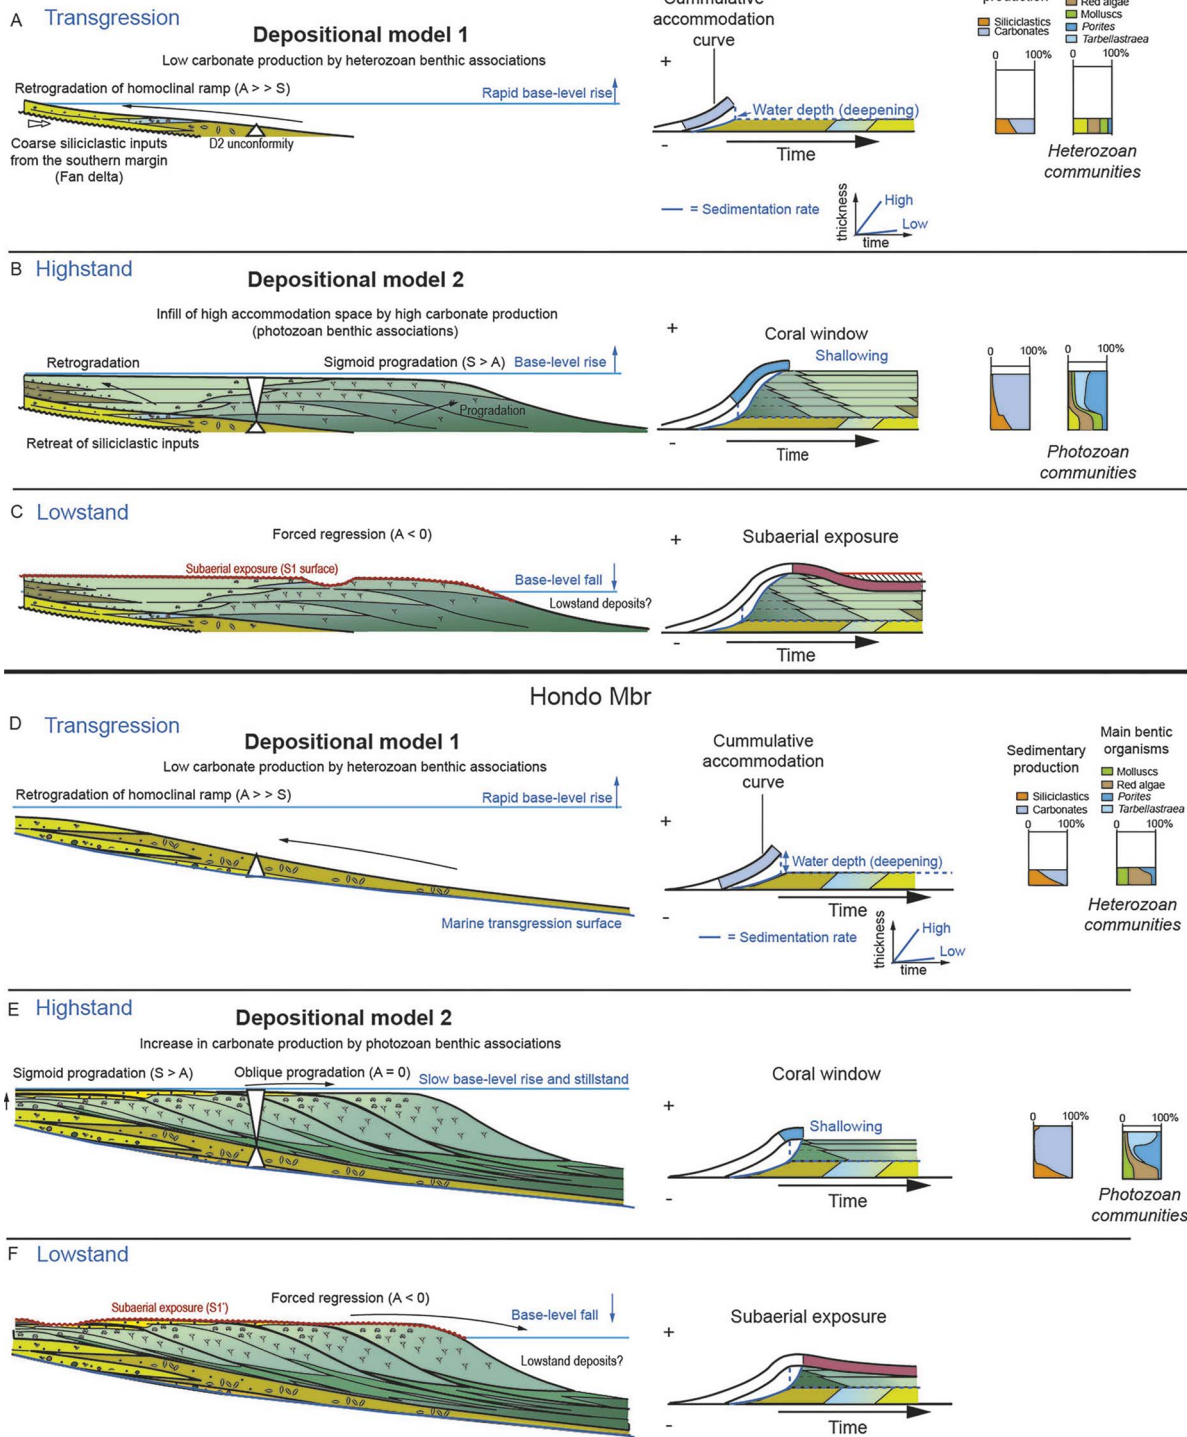 A Transgression
Depositional model 1
Low carbonate production by heterozoan benthic associations
Retrogradation of homoclinal ramp (A > > S)
Rapid base-level rise
Coarse siliciclastic inputs
from the southern margin
(Fan delta)
D2 unconformity
accommodation
curve
+
Water depth (deepening)
-
Time
= Sedimentation rate
thickness
High
Low
time
Siliciclastics
Carbonates
Red algae
Molluscs
Porites
Tarbellastraea
0 100%
0 100%
Heterozoan
communities
B Highstand
Depositional model 2
Infill of high accommodation space by high carbonate production
(photozoan benthic associations)
Retrogradation
Sigmoid progradation (S > A)
Base-level rise
Progradation
Retreat of siliciclastic inputs
+
Coral window
Shallowing
-
Time
0 100%
0 100%
Photozoan
communities
C Lowstand
Forced regression (A < 0)
Subaerial exposure (S1 surface)
Base-level fall
Lowstand deposits?
+
Subaerial exposure
-
Time
Hondo Mbr
D Transgression
Depositional model 1
Low carbonate production by heterozoan benthic associations
Retrogradation of homoclinal ramp (A > > S)
Rapid base-level rise
Marine transgression surface
Cummulative
accommodation
curve
+
Water depth (deepening)
-
Time
= Sedimentation rate
thickness
High
Low
time
Sedimentary
production
Siliciclastics
Carbonates
Main bentic
organisms
Molluscs
Red algae
Porites
Tarbellastraea
0 100%
0 100%
Heterozoan
communities
E Highstand
Depositional model 2
Increase in carbonate production by photozoan benthic associations
Sigmoid progradation (S > A)
Oblique progradation (A = 0)
Slow base-level rise and stillstand
Coral window
+
Shallowing
-
Time
0 100%
0 100%
Photozoan
communities
F Lowstand
Forced regression (A < 0)
Subaerial exposure (S1')
Base-level fall
Lowstand deposits?
Subaerial exposure
+
-
Time